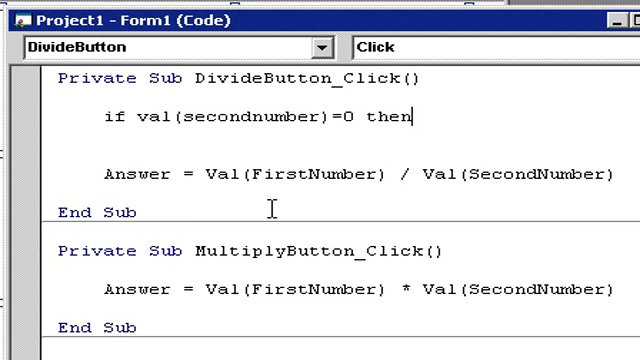 Project1 - Form1 (Code)
DivideButton Click
Private Sub DivideButton_Click()
if val(secondnumber)=0 then
Answer = Val(FirstNumber) / Val(SecondNumber)
End Sub
Private Sub MultiplyButton_Click()
Answer = Val(FirstNumber) * Val(SecondNumber)
End Sub